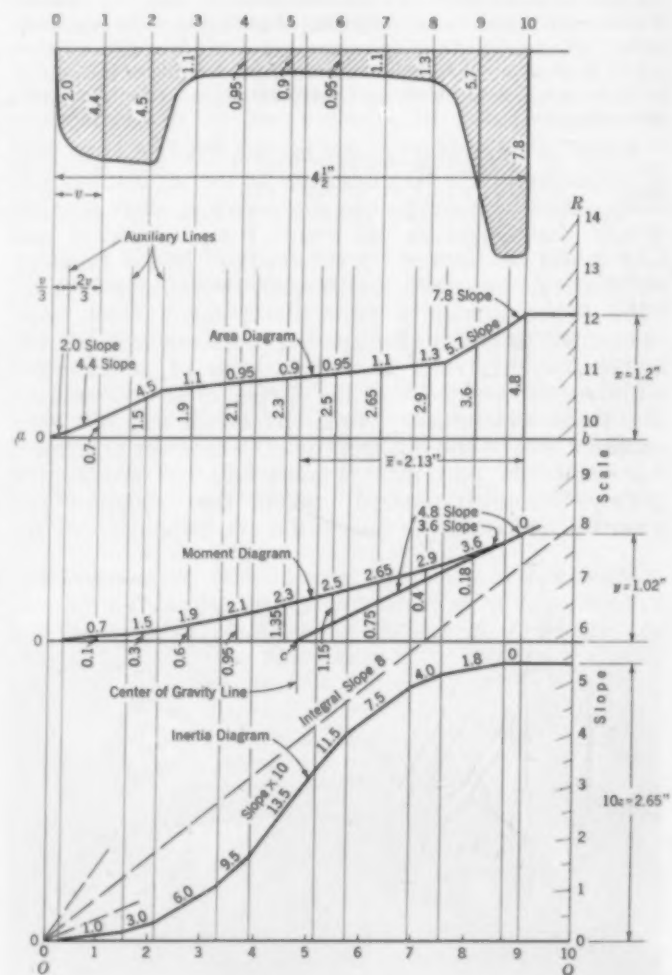 0 1 2 3 4 5 6 7 8 9 10
2.0 4.4 4.5 1.1 0.95 0.9 0.95 1.1 1.3 5.7 7.8
4 1/2"
v
R
14
Auxiliary Lines
v/3 2v/3
13
7.8 Slope
12
2.0 Slope
4.4 Slope
Area Diagram
5.7 Slope
4.5 1.1 0.95 0.9 0.95 1.1 1.3
11
x=1.2"
0.7 1.5 1.9 2.1 2.3 2.5 2.65 2.9 3.6 4.8
10
a 0
b
x̄=2.13"
9
Scale
4.8 Slope
3.6 Slope
0
8
Moment Diagram
0.7 1.5 1.9 2.1 2.3 2.5 2.65 2.9 3.6
7
y=1.02"
0.1 0.3 0.6 0.95 1.35 1.15 0.75 0.4 0.18
0
6
c
Center of Gravity Line
Integral Slope 8
4.0 1.8 0
5
Slope
Inertia Diagram
11.5 7.5
4
Slope × 10
13.5
3
10z=2.65"
9.5
2
6.0
1
1.0 3.0
0
0 1 2 3 4 5 6 7 8 9 10
O Q